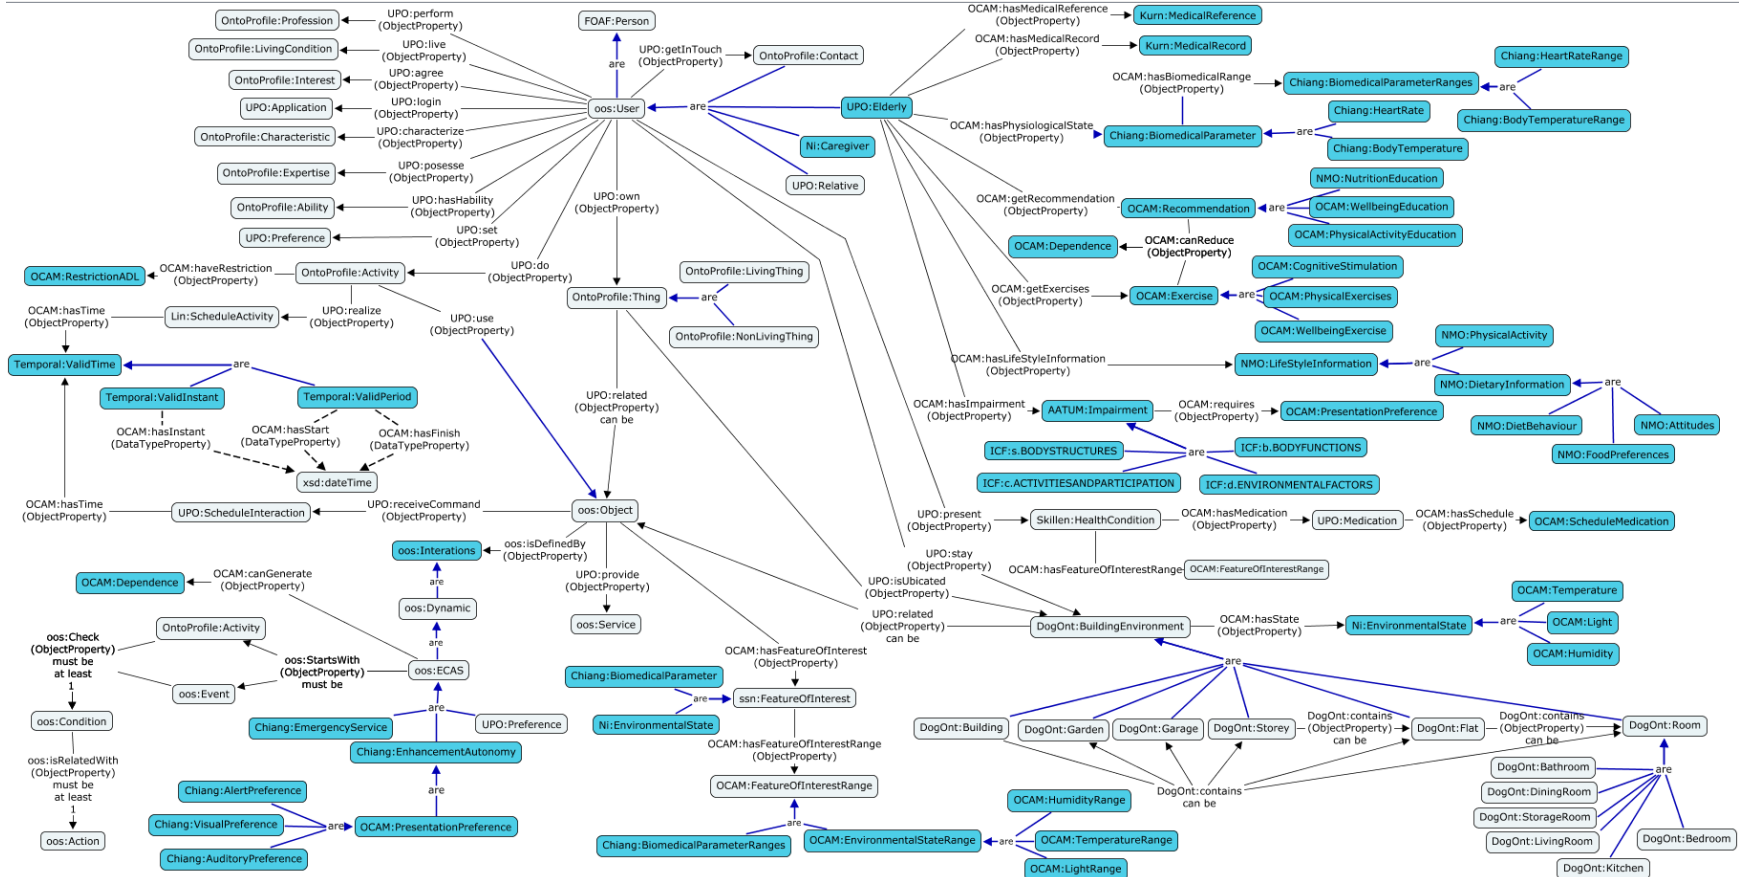 OntoProfile:Profession
UPO:perform
(ObjectProperty)
FOAF:Person
OCAM:hasMedicalReference
(ObjectProperty)
Kurn:MedicalReference
OntoProfile:LivingCondition
UPO:live
(ObjectProperty)
are
UPO:getInTouch
(ObjectProperty)
OntoProfile:Contact
OCAM:hasMedicalRecord
(ObjectProperty)
Kurn:MedicalRecord
Chiang:HeartRateRange
OntoProfile:Interest
UPO:agree
(ObjectProperty)
OCAM:hasBiomedicalRange
(ObjectProperty)
Chiang:BiomedicalParameterRanges
are
UPO:Application
UPO:login
(ObjectProperty)
oos:User
are
UPO:Elderly
Chiang:HeartRate
Chiang:BodyTemperatureRange
OntoProfile:Characteristic
UPO:characterize
(ObjectProperty)
Ni:Caregiver
OCAM:hasPhysiologicalState
(ObjectProperty)
Chiang:BiomedicalParameter
are
Chiang:BodyTemperature
OntoProfile:Expertise
UPO:posesse
(ObjectProperty)
UPO:Relative
NMO:NutritionEducation
OntoProfile:Ability
UPO:hasHability
(ObjectProperty)
UPO:own
(ObjectProperty)
OCAM:getRecommendation
(ObjectProperty)
OCAM:Recommendation
are
OCAM:WellbeingEducation
OCAM:PhysicalActivityEducation
UPO:Preference
UPO:set
(ObjectProperty)
OCAM:Dependence
OCAM:canReduce
(ObjectProperty)
OCAM:RestrictionADL
OCAM:haveRestriction
(ObjectProperty)
OntoProfile:Activity
UPO:do
(ObjectProperty)
OntoProfile:LivingThing
OCAM:CognitiveStimulation
OntoProfile:Thing
are
OCAM:getExercises
(ObjectProperty)
OCAM:Exercise
are
OCAM:PhysicalExercises
OCAM:hasTime
(ObjectProperty)
Lin:ScheduleActivity
UPO:realize
(ObjectProperty)
UPO:use
(ObjectProperty)
OntoProfile:NonLivingThing
OCAM:WellbeingExercise
NMO:PhysicalActivity
Temporal:ValidTime
are
OCAM:hasLifeStyleInformation
(ObjectProperty)
NMO:LifeStyleInformation
are
NMO:DietaryInformation
are
Temporal:ValidInstant
Temporal:ValidPeriod
UPO:related
(ObjectProperty)
can be
OCAM:hasImpairment
(ObjectProperty)
AATUM:Impairment
OCAM:requires
(ObjectProperty)
OCAM:PresentationPreference
NMO:DietBehaviour
NMO:Attitudes
OCAM:hasInstant
(DataTypeProperty)
OCAM:hasStart
(DataTypeProperty)
OCAM:hasFinish
(DataTypeProperty)
ICF:s.BODYSTRUCTURES
are
ICF:b.BODYFUNCTIONS
NMO:FoodPreferences
xsd:dateTime
ICF:c.ACTIVITIESANDPARTICIPATION
ICF:d.ENVIRONMENTALFACTORS
OCAM:hasTime
(ObjectProperty)
UPO:ScheduleInteraction
UPO:receiveCommand
(ObjectProperty)
oos:Object
UPO:present
(ObjectProperty)
Skillen:HealthCondition
OCAM:hasMedication
(ObjectProperty)
UPO:Medication
OCAM:hasSchedule
(ObjectProperty)
OCAM:ScheduleMedication
oos:Interations
oos:isDefinedBy
(ObjectProperty)
UPO:stay
(ObjectProperty)
OCAM:hasFeatureOfInterestRange
OCAM:FeatureOfInterestRange
OCAM:Dependence
OCAM:canGenerate
(ObjectProperty)
are
UPO:provide
(ObjectProperty)
UPO:isUbicated
(ObjectProperty)
OCAM:Temperature
oos:Dynamic
oos:Service
UPO:related
(ObjectProperty)
can be
DogOnt:BuildingEnvironment
OCAM:hasState
(ObjectProperty)
Ni:EnvironmentalState
are
OCAM:Light
OCAM:Humidity
OntoProfile:Activity
are
oos:Check
(ObjectProperty)
must be
at least
1
oos:StartsWith
(ObjectProperty)
must be
oos:ECAS
OCAM:hasFeatureOfInterest
(ObjectProperty)
are
oos:Event
Chiang:BiomedicalParameter
are
ssn:FeatureOfInterest
Ni:EnvironmentalState
oos:Condition
Chiang:EmergencyService
are
UPO:Preference
DogOnt:Building
DogOnt:Garden
DogOnt:Garage
DogOnt:Storey
DogOnt:contains
(ObjectProperty)
can be
DogOnt:Flat
DogOnt:contains
(ObjectProperty)
can be
DogOnt:Room
Chiang:EnhancementAutonomy
OCAM:hasFeatureOfInterestRange
(ObjectProperty)
oos:isRelatedWith
(ObjectProperty)
must
be
at least
1
are
OCAM:FeatureOfInterestRange
DogOnt:contains
can be
DogOnt:Bathroom
are
Chiang:AlertPreference
OCAM:HumidityRange
DogOnt:DiningRoom
Chiang:VisualPreference
are
OCAM:PresentationPreference
are
DogOnt:StorageRoom
oos:Action
Chiang:AuditoryPreference
Chiang:BiomedicalParameterRanges
OCAM:EnvironmentalStateRange
are
OCAM:TemperatureRange
DogOnt:LivingRoom
DogOnt:Bedroom
OCAM:LightRange
DogOnt:Kitchen